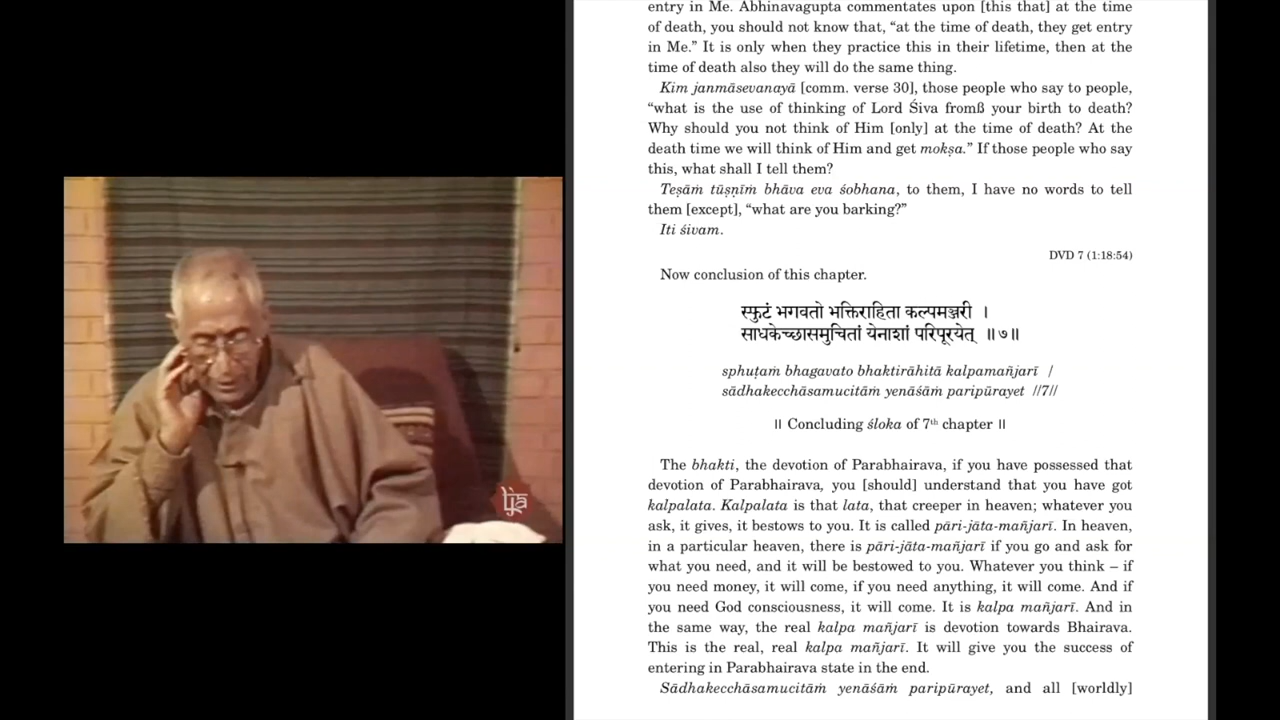 entry in Me. Abhinavagupta commentates upon [this that] at the time
of death, you should not know that, “at the time of death, they get entry
in Me.” It is only when they practice this in their lifetime, then at the
time of death also they will do the same thing.
Kim janmāsevanayā [comm. verse 30], those people who say to people,
“what is the use of thinking of Lord Śiva fromß your birth to death?
Why should you not think of Him [only] at the time of death? At the
death time we will think of Him and get mokṣa.” If those people who say
this, what shall I tell them?
Teṣāṁ tūṣṇīṁ bhāva eva śobhana, to them, I have no words to tell
them [except], “what are you barking?”
Iti śivam.
DVD 7 (1:18:54)
Now conclusion of this chapter.
स्फुटं भगवतो भक्तिराहिता कल्पमञ्जरी ।
साधकेच्छासमुचितां येनाशां परिपूरयेत् ॥७॥
sphuṭaṁ bhagavato bhaktirāhitā kalpamañjarī /
sādhakecchāsamucitāṁ yenāśāṁ paripūrayet //7//
॥ Concluding śloka of 7th chapter ॥
The bhakti, the devotion of Parabhairava, if you have possessed that
devotion of Parabhairava, you [should] understand that you have got
kalpalata. Kalpalata is that lata, that creeper in heaven; whatever you
ask, it gives, it bestows to you. It is called pāri-jāta-mañjarī. In heaven,
in a particular heaven, there is pāri-jāta-mañjarī if you go and ask for
what you need, and it will be bestowed to you. Whatever you think – if
you need money, it will come, if you need anything, it will come. And if
you need God consciousness, it will come. It is kalpa mañjarī. And in
the same way, the real kalpa mañjarī is devotion towards Bhairava.
This is the real, real kalpa mañjarī. It will give you the success of
entering in Parabhairava state in the end.
Sādhakecchāsamucitāṁ yenāśāṁ paripūrayet, and all [worldly]